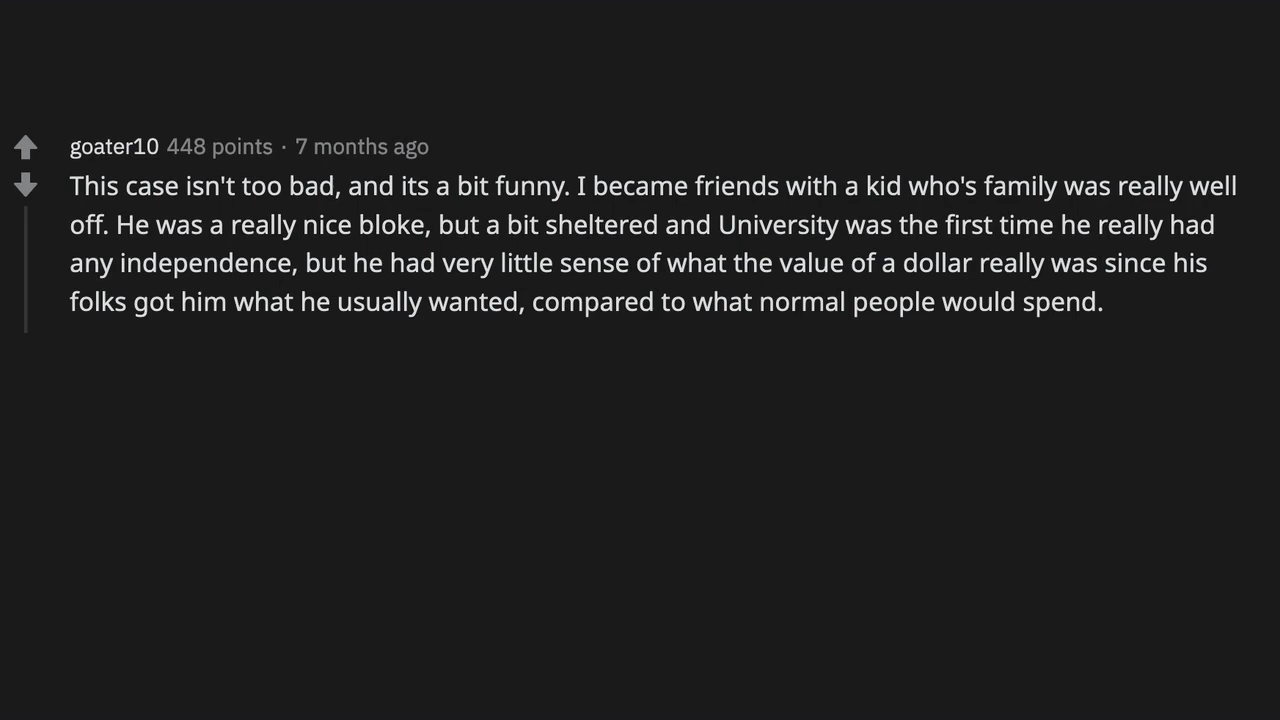 goater10 448 points · 7 months ago
This case isn't too bad, and its a bit funny. I became friends with a kid who's family was really well
off. He was a really nice bloke, but a bit sheltered and University was the first time he really had
any independence, but he had very little sense of what the value of a dollar really was since his
folks got him what he usually wanted, compared to what normal people would spend.